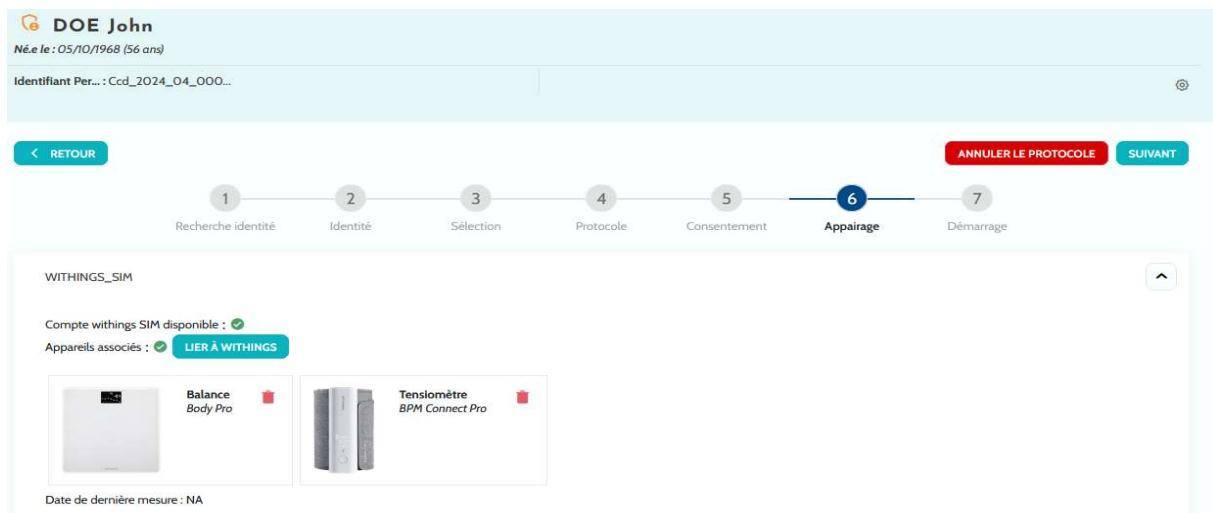 DOE John
Né.e le : 05/10/1968 (56 ans)
Identifiant Per... : Ccd_2024_04_000...
< RETOUR
ANNULER LE PROTOCOLE
SUIVANT
1
2
3
4
5
6
7
Recherche identité
Identité
Sélection
Protocole
Consentement
Appairage
Démarrage
WITHINGS_SIM
Compte withings SIM disponible :
Appareils associés :
LIER À WITHINGS
Balance
Body Pro
Tensiomètre
BPM Connect Pro
Date de dernière mesure : NA